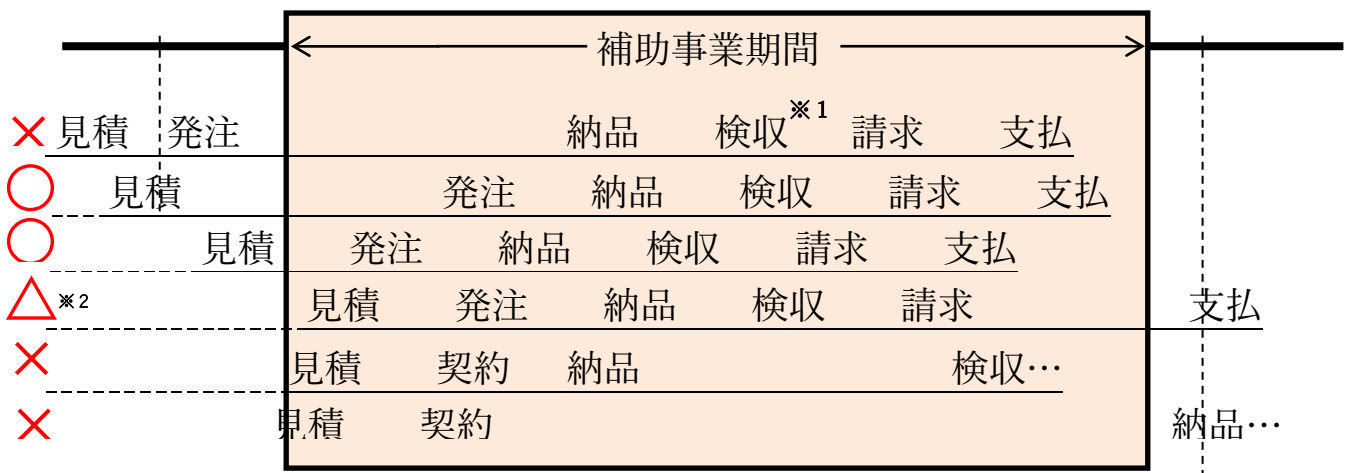 補助事業期間
×見積 発注 納品 検収※1 請求 支払
○ 見積 発注 納品 検収 請求 支払
○ 見積 発注 納品 検収 請求 支払
△※2 見積 発注 納品 検収 請求 支払
× 見積 契約 納品 検収…
× 見積 契約 納品…